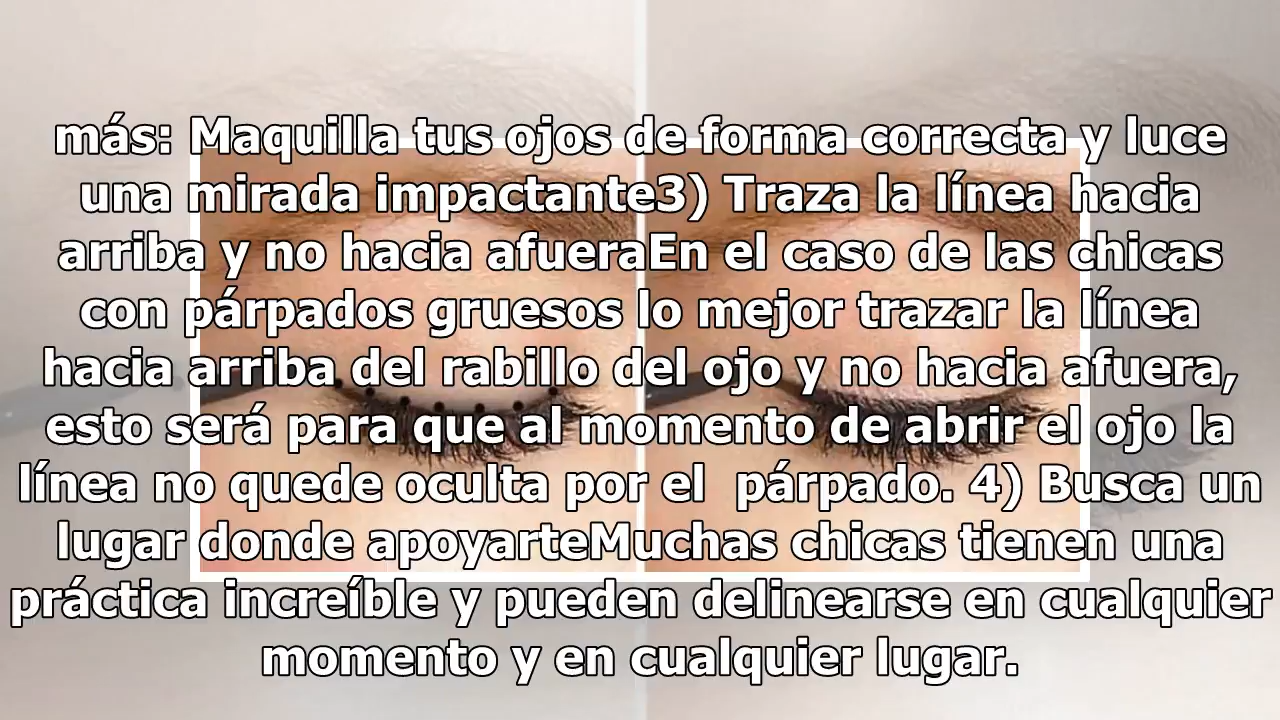 más: Maquilla tus ojos de forma correcta y luce
una mirada impactante3) Traza la línea hacia
arriba y no hacia afueraEn el caso de las chicas
con párpados gruesos lo mejor trazar la línea
hacia arriba del rabillo del ojo y no hacia afuera,
esto será para que al momento de abrir el ojo la
línea no quede oculta por el  párpado. 4) Busca un
lugar donde apoyarteMuchas chicas tienen una
práctica increíble y pueden delinearse en cualquier
momento y en cualquier lugar.